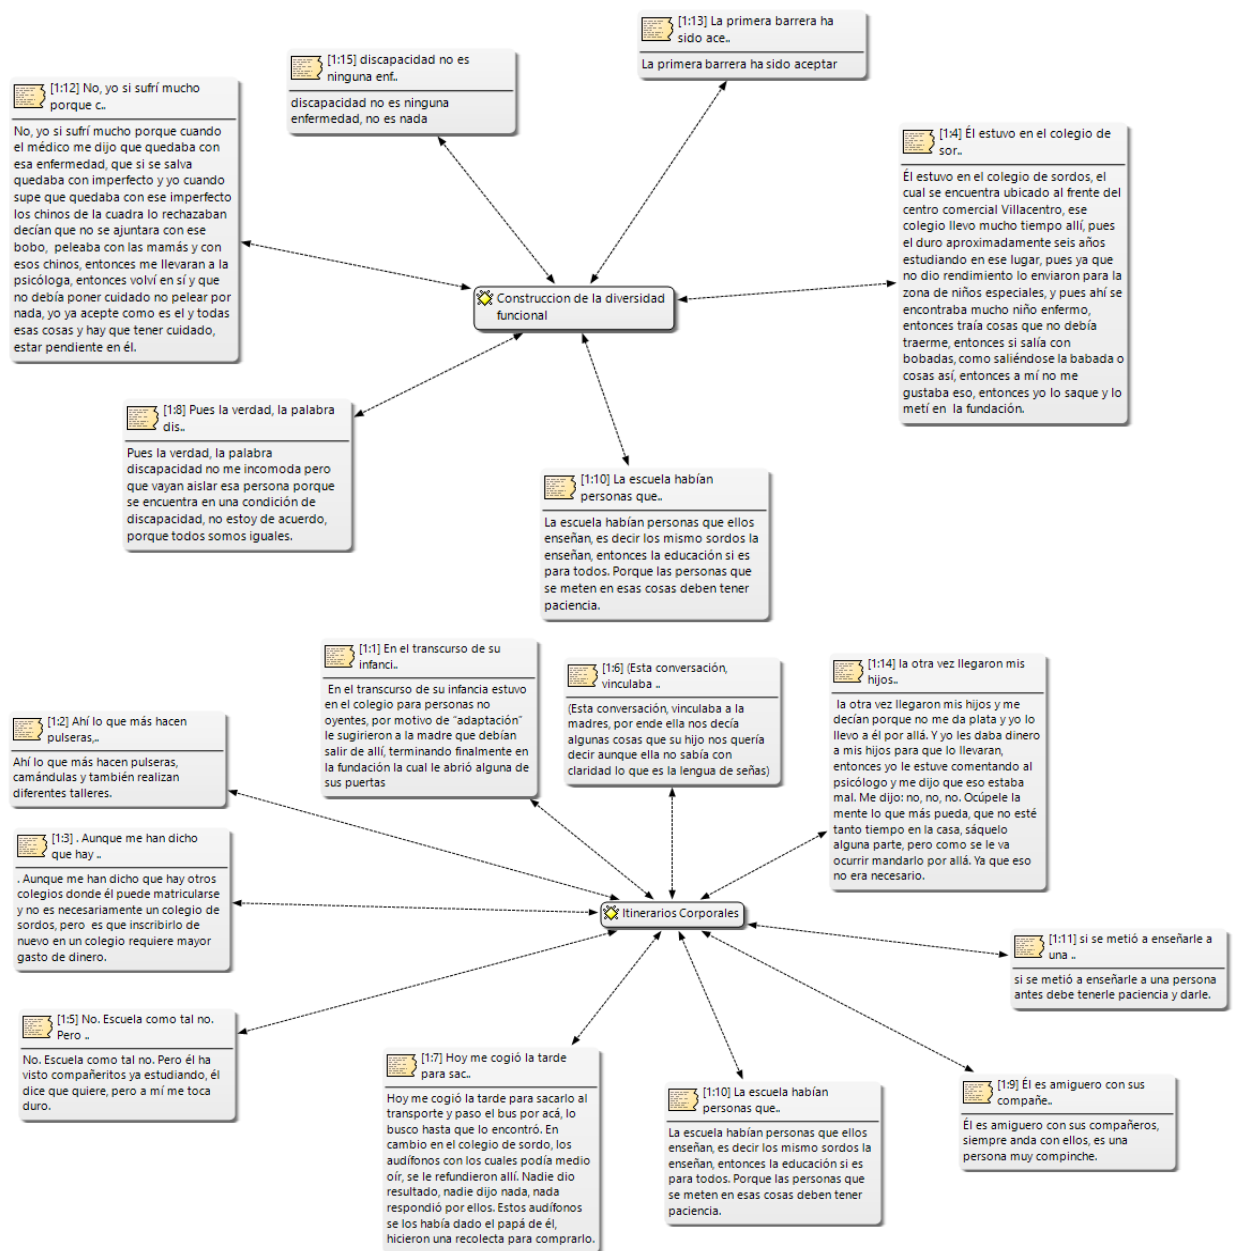 [1:13] La primera barrera ha
sido ace..
La primera barrera ha sido aceptar
[1:15] discapacidad no es
ninguna enf..
discapacidad no es ninguna
enfermedad, no es nada
[1:12] No, yo si sufrí mucho
porque c..
No, yo si sufrí mucho porque cuando
el médico me dijo que quedaba con
esa enfermedad, que si se salva
quedaba con imperfecto y yo cuando
supe que quedaba con ese imperfecto
los chinos de la cuadra lo rechazaban
decían que no se ajuntara con ese
bobo,  peleaba con las mamás y con
esos chinos, entonces me llevaran a la
psicóloga, entonces volví en sí y que
no debía poner cuidado no pelear por
nada, yo ya acepte como es el y todas
esas cosas y hay que tener cuidado,
estar pendiente en él.
[1:4] Él estuvo en el colegio de
sor..
Él estuvo en el colegio de sordos, el
cual se encuentra ubicado al frente del
centro comercial Villacentro, ese
colegio llevo mucho tiempo allí, pues
el duro aproximadamente seis años
estudiando en ese lugar, pues ya que
no dio rendimiento lo enviaron para la
zona de niños especiales, y pues ahí se
encontraba mucho niño enfermo,
entonces traía cosas que no debía
traerme, entonces si salía con
bobadas, como saliéndose la babada o
cosas así, entonces a mí no me
gustaba eso, entonces yo lo saque y lo
metí en  la fundación.
Construccion de la diversidad
funcional
[1:8] Pues la verdad, la palabra
dis..
Pues la verdad, la palabra
discapacidad no me incomoda pero
que vayan aislar esa persona porque
se encuentra en una condición de
discapacidad, no estoy de acuerdo,
porque todos somos iguales.
[1:10] La escuela habían
personas que..
La escuela habían personas que ellos
enseñan, es decir los mismo sordos la
enseñan, entonces la educación si es
para todos. Porque las personas que
se meten en esas cosas deben tener
paciencia.
[1:1] En el transcurso de su
infanci..
En el transcurso de su infancia estuvo
en el colegio para personas no
oyentes, por motivo de “adaptación”
le sugirieron a la madre que debían
salir de allí, terminando finalmente en
la fundación la cual le abrió alguna de
sus puertas
[1:6] (Esta conversación,
vinculaba ..
(Esta conversación, vinculaba a la
madres, por ende ella nos decía
algunas cosas que su hijo nos quería
decir aunque ella no sabía con
claridad lo que es la lengua de señas)
[1:14] la otra vez llegaron mis
hijos..
la otra vez llegaron mis hijos y me
decían porque no me da plata y yo lo
llevo a él por allá. Y yo les daba dinero
a mis hijos para que lo llevaran,
entonces yo le estuve comentando al
psicólogo y me dijo que eso estaba
mal. Me dijo: no, no, no. Ocúpele la
mente lo que más pueda, que no esté
tanto tiempo en la casa, sáquelo
alguna parte, pero como se le va
ocurrir mandarlo por allá. Ya que eso
no era necesario.
[1:2] Ahí lo que más hacen
pulseras,..
Ahí lo que más hacen pulseras,
camándulas y también realizan
diferentes talleres.
[1:3] . Aunque me han dicho
que hay ..
. Aunque me han dicho que hay otros
colegios donde él puede matricularse
y no es necesariamente un colegio de
sordos, pero  es que inscribirlo de
nuevo en un colegio requiere mayor
gasto de dinero.
Itinerarios Corporales
[1:11] si se metió a enseñarle a
una ..
si se metió a enseñarle a una persona
antes debe tenerle paciencia y darle.
[1:5] No. Escuela como tal no.
Pero ..
No. Escuela como tal no. Pero él ha
visto compañeritos ya estudiando, él
dice que quiere, pero a mí me toca
duro.
[1:7] Hoy me cogió la tarde
para sac..
Hoy me cogió la tarde para sacarlo al
transporte y paso el bus por acá, lo
busco hasta que lo encontró. En
cambio en el colegio de sordo, los
audífonos con los cuales podía medio
oír, se le refundieron allí. Nadie dio
resultado, nadie dijo nada, nada
respondió por ellos. Estos audífonos
se los había dado el papá de él,
hicieron una recolecta para comprarlo.
[1:10] La escuela habían
personas que..
La escuela habían personas que ellos
enseñan, es decir los mismo sordos la
enseñan, entonces la educación si es
para todos. Porque las personas que
se meten en esas cosas deben tener
paciencia.
[1:9] Él es amiguero con sus
compañe..
Él es amiguero con sus compañeros,
siempre anda con ellos, es una
persona muy compinche.